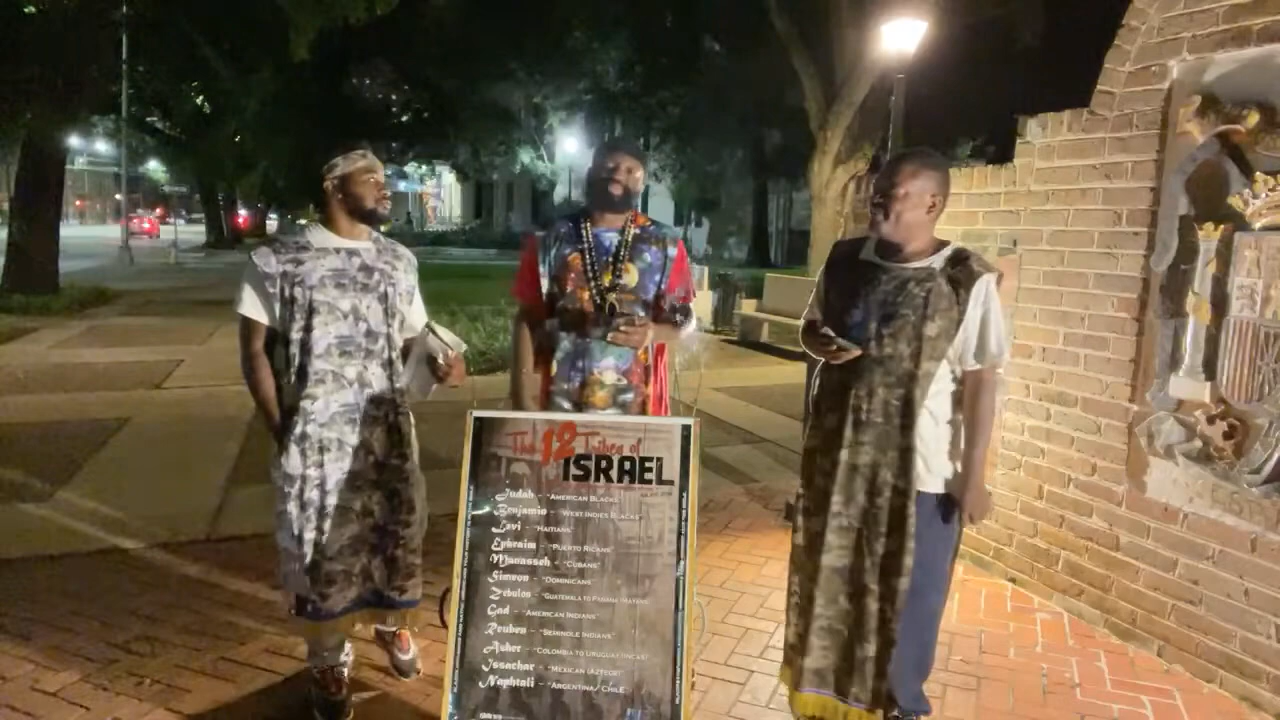 The 12 Tribes of
ISRAEL
Judah - "AMERICAN BLACKS"
Benjamin - "WEST INDIES BLACKS"
Levi - "HAITIANS"
Ephraim - "PUERTO RICANS"
Manasseh - "CUBANS"
Simeon - "DOMINICANS"
Zebulon - "GUATEMALA TO PANAMA (MAYANS)"
Gad - "AMERICAN INDIANS"
Reuben - "SEMINOLE INDIANS"
Asher - "COLOMBIA TO URUGUAY (INCAS)"
Issachar - "MEXICAN (AZTECS)"
Naphtali - "ARGENTINA/ CHILE"